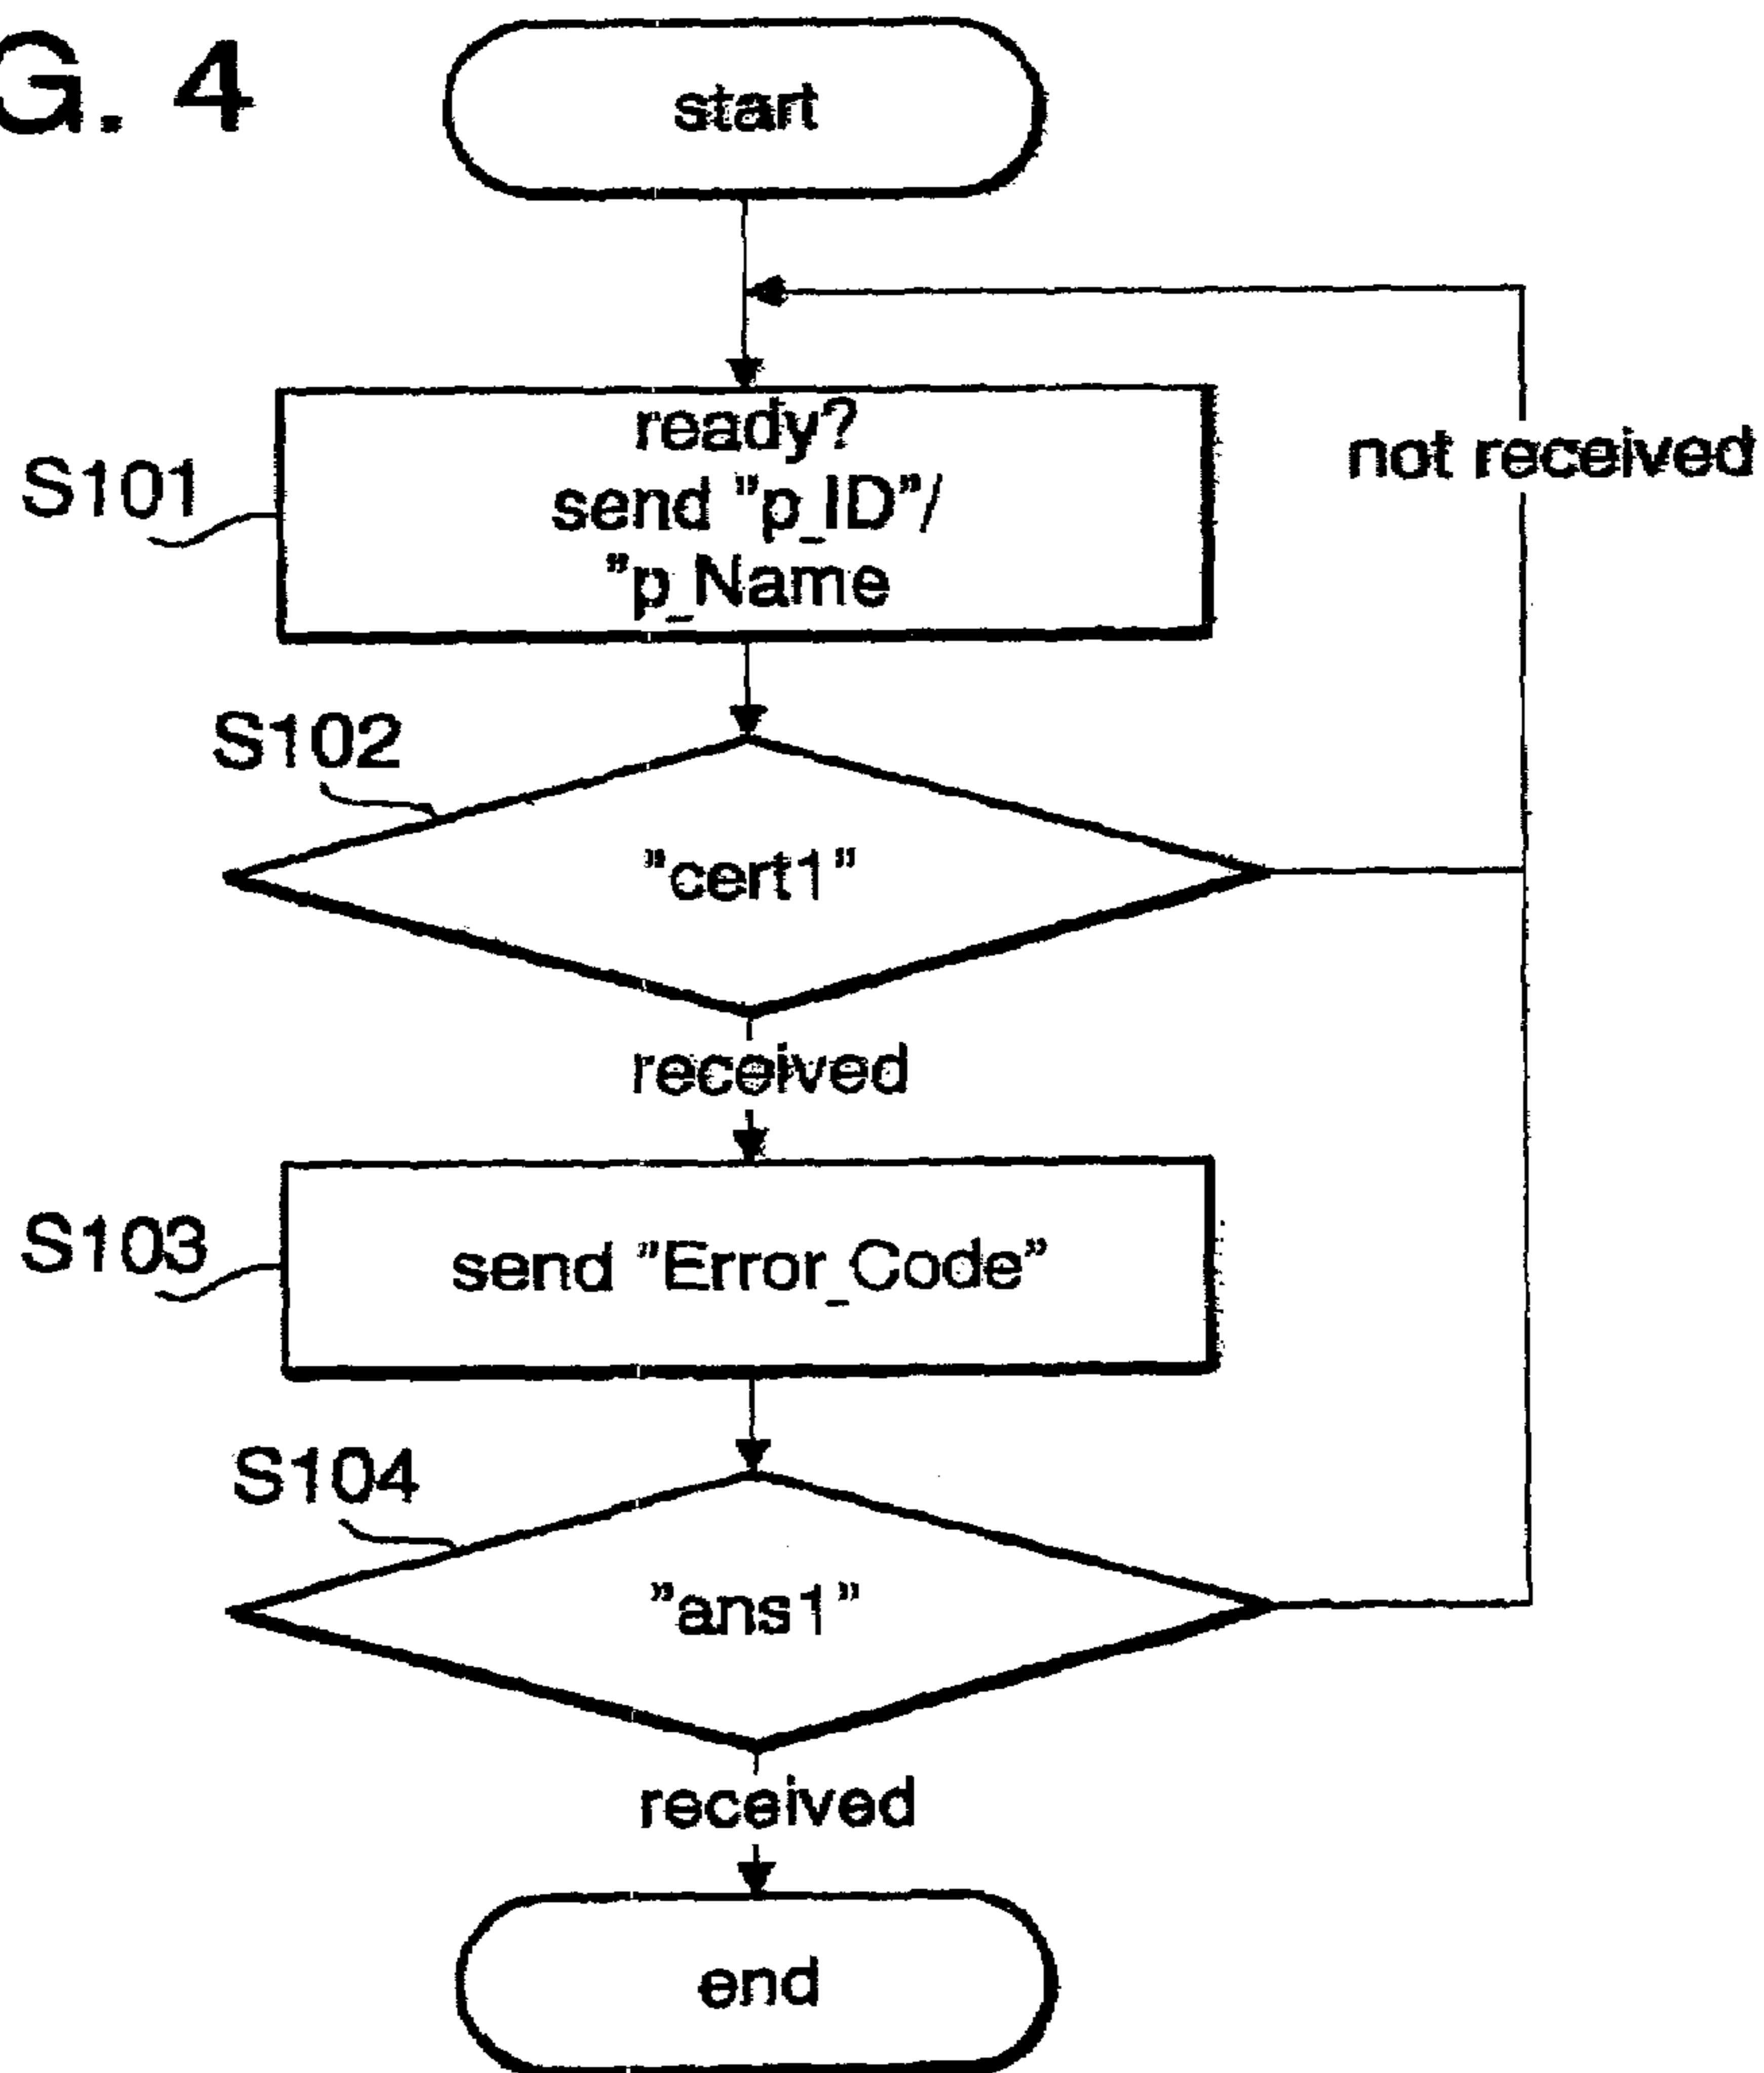 G. 4
start
ready?
not received
S101
send "p_ID"/
"p_Name
S102
"cert1"
received
S103
send "Error_Code"
S104
"ans1"
received
end